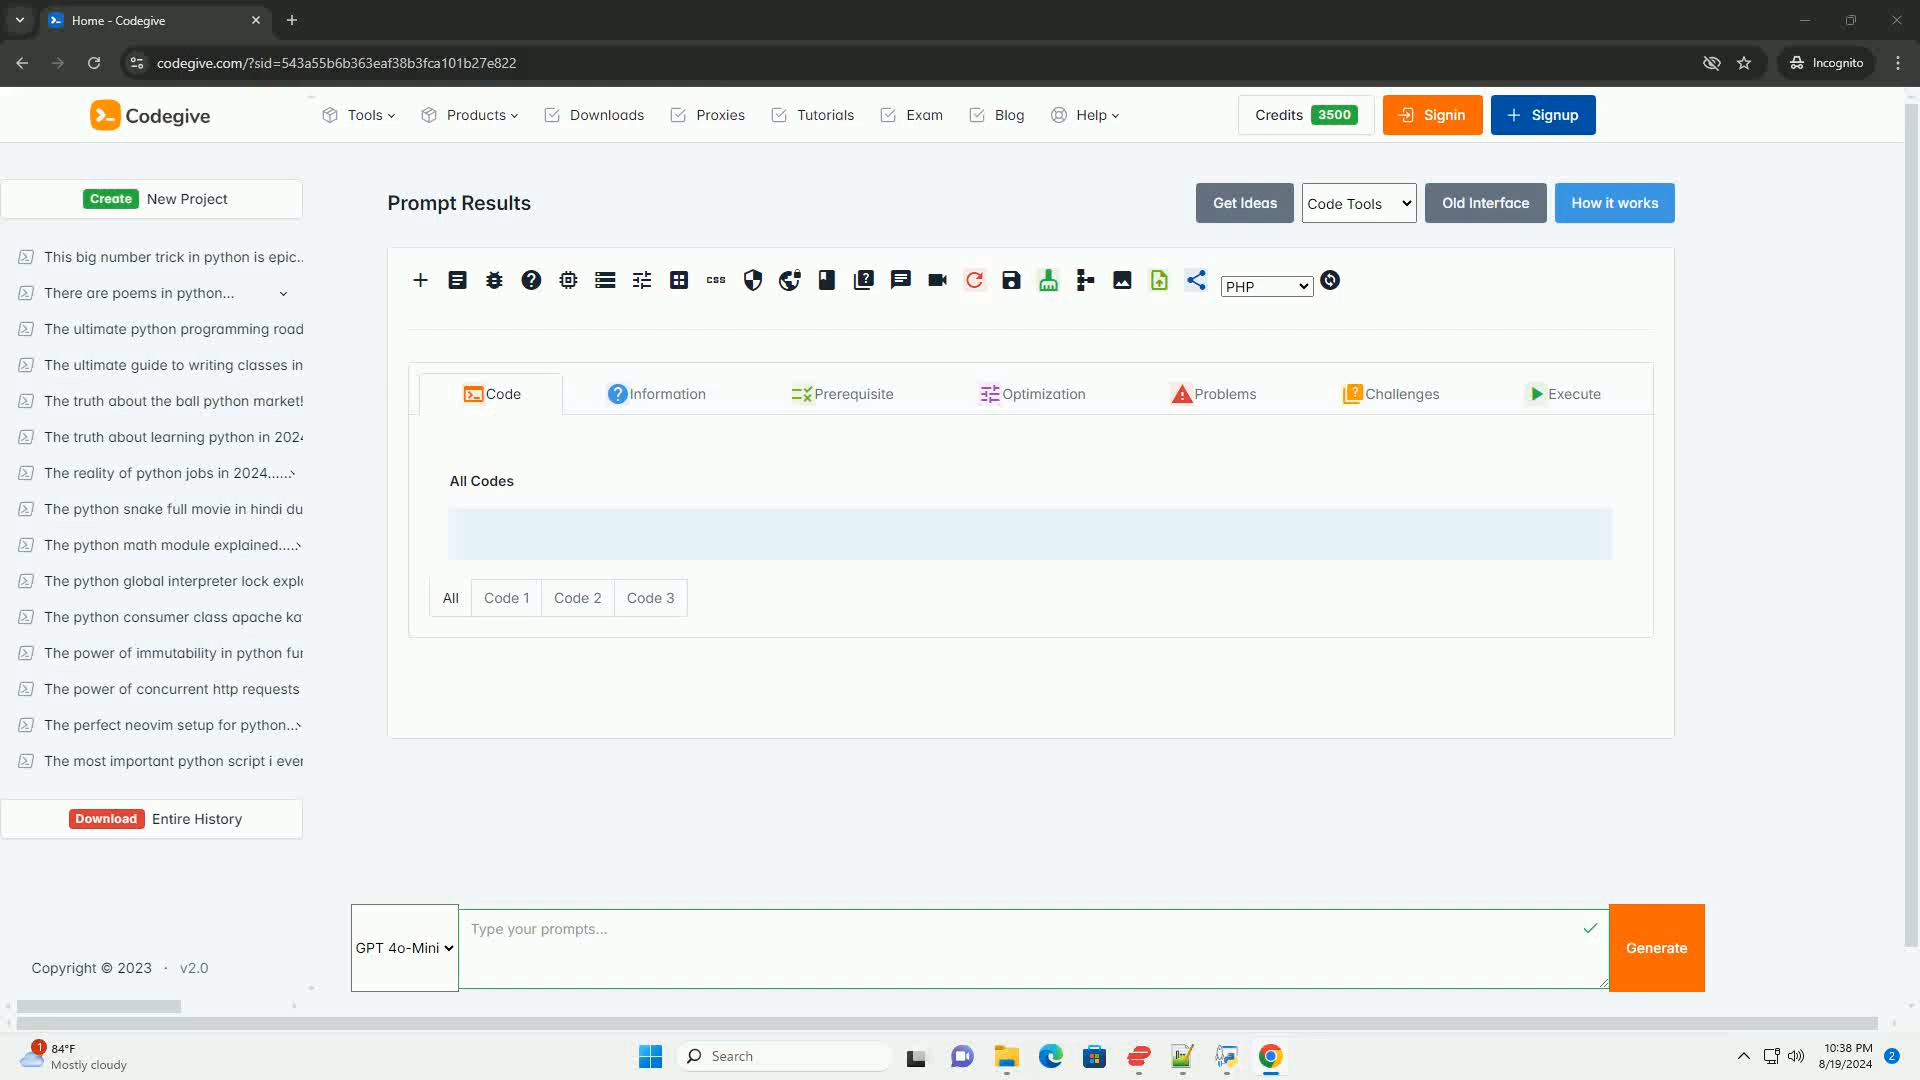 Home - Codegive
codegive.com/?sid=543a55b6b363eaf38b3fca101b27e822
Incognito
Codegive
Tools
Products
Downloads
Proxies
Tutorials
Exam
Blog
Help
Credits 3500
Signin
Signup
Create New Project
This big number trick in python is epic..
There are poems in python...
The ultimate python programming road
The ultimate guide to writing classes in
The truth about the ball python market!
The truth about learning python in 2024
The reality of python jobs in 2024......
The python snake full movie in hindi du
The python math module explained.....
The python global interpreter lock expl
The python consumer class apache ka
The power of immutability in python fun
The power of concurrent http requests
The perfect neovim setup for python...
The most important python script i ever
Download Entire History
Copyright © 2023 · v2.0
Prompt Results
Get Ideas
Code Tools
Old Interface
How it works
css
PHP
Code
Information
Prerequisite
Optimization
Problems
Challenges
Execute
All Codes
All
Code 1
Code 2
Code 3
GPT 4o-Mini
Type your prompts...
Generate
1
84°F
Mostly cloudy
Search
10:38 PM
8/19/2024
2